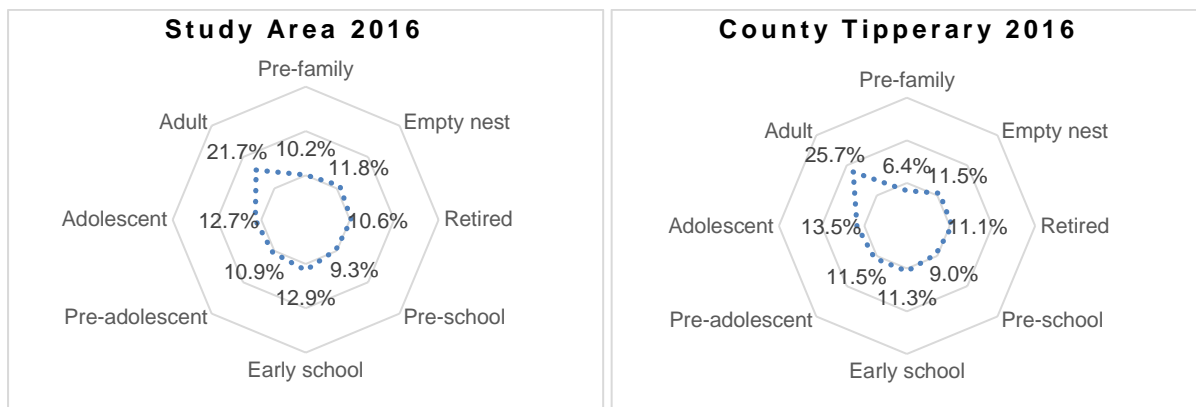 Study Area 2016
Pre-family
Adult
Empty nest
21.7%
10.2%
11.8%
Adolescent
12.7%
10.6%
Retired
10.9%
9.3%
Pre-adolescent
12.9%
Pre-school
Early school
County Tipperary 2016
Pre-family
Adult
Empty nest
25.7%
6.4%
11.5%
Adolescent
13.5%
11.1%
Retired
11.5%
9.0%
Pre-adolescent
11.3%
Pre-school
Early school